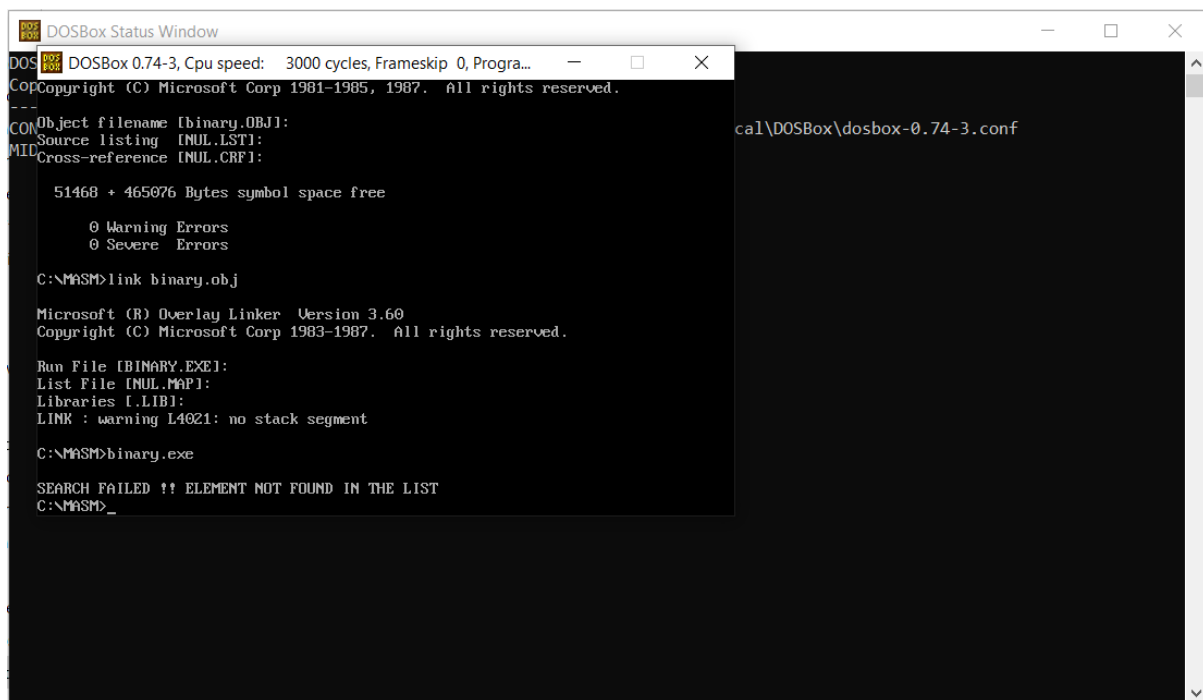 DOSBox Status Window
DOSBox 0.74-3, Cpu speed: 3000 cycles, Frameskip 0, Progra...
DOS
Cop
---
CON
cal\DOSBox\dosbox-0.74-3.conf
MID
Copyright (C) Microsoft Corp 1981-1985, 1987. All rights reserved.
Object filename [binary.OBJ]:
Source listing [NUL.LST]:
Cross-reference [NUL.CRF]:
51468 + 465076 Bytes symbol space free
0 Warning Errors
0 Severe Errors
C:\MASM>link binary.obj
Microsoft (R) Overlay Linker Version 3.60
Copyright (C) Microsoft Corp 1983-1987. All rights reserved.
Run File [BINARY.EXE]:
List File [NUL.MAP]:
Libraries [.LIB]:
LINK : warning L4021: no stack segment
C:\MASM>binary.exe
SEARCH FAILED !! ELEMENT NOT FOUND IN THE LIST
C:\MASM>_